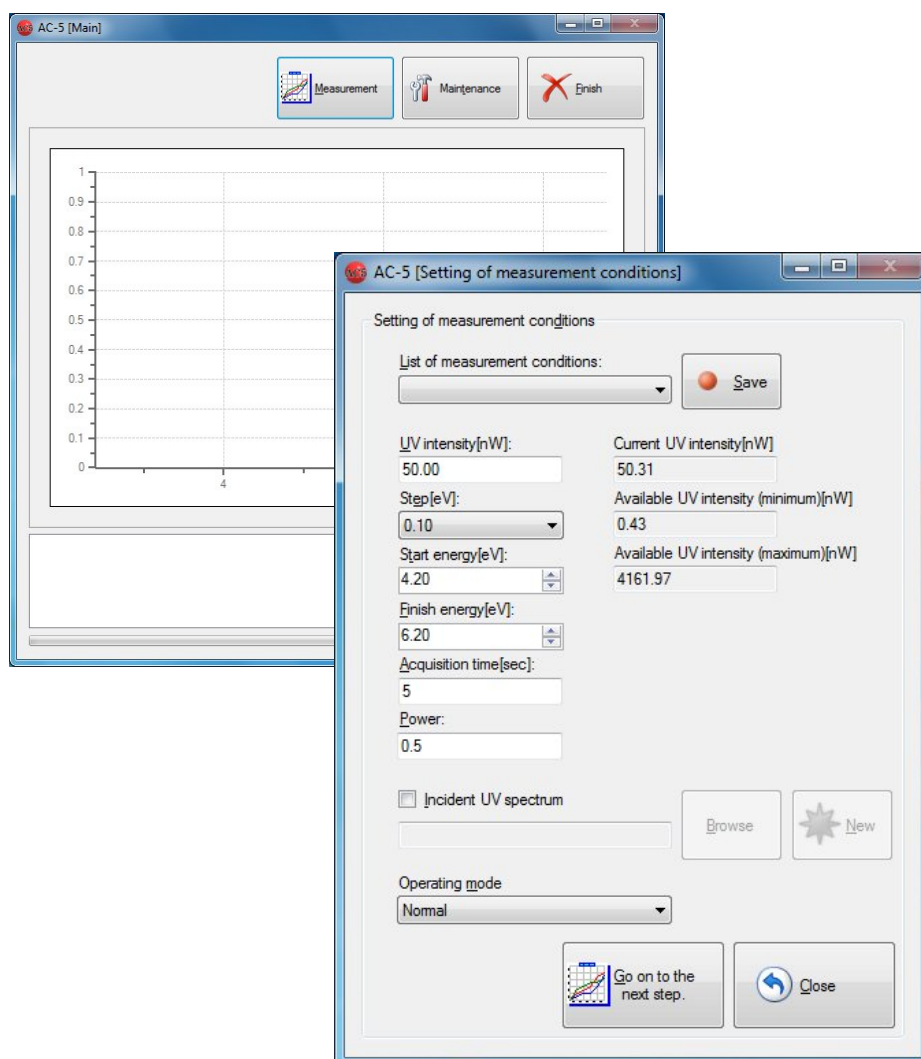 AC-5 [Main]
Measurement
Maintenance
Finish
1
0.9
0.8
0.7
0.6
0.5
0.4
0.3
0.2
0.1
0
4
AC-5 [Setting of measurement conditions]
Setting of measurement conditions
List of measurement conditions:
Save
UV intensity[nW]:
Current UV intensity[nW]
50.00
50.31
Step[eV]:
Available UV intensity (minimum)[nW]
0.10
0.43
Start energy[eV]:
Available UV intensity (maximum)[nW]
4.20
4161.97
Finish energy[eV]:
6.20
Acquisition time[sec]:
5
Power:
0.5
Incident UV spectrum
Browse
New
Operating mode
Normal
Go on to the
next step.
Close